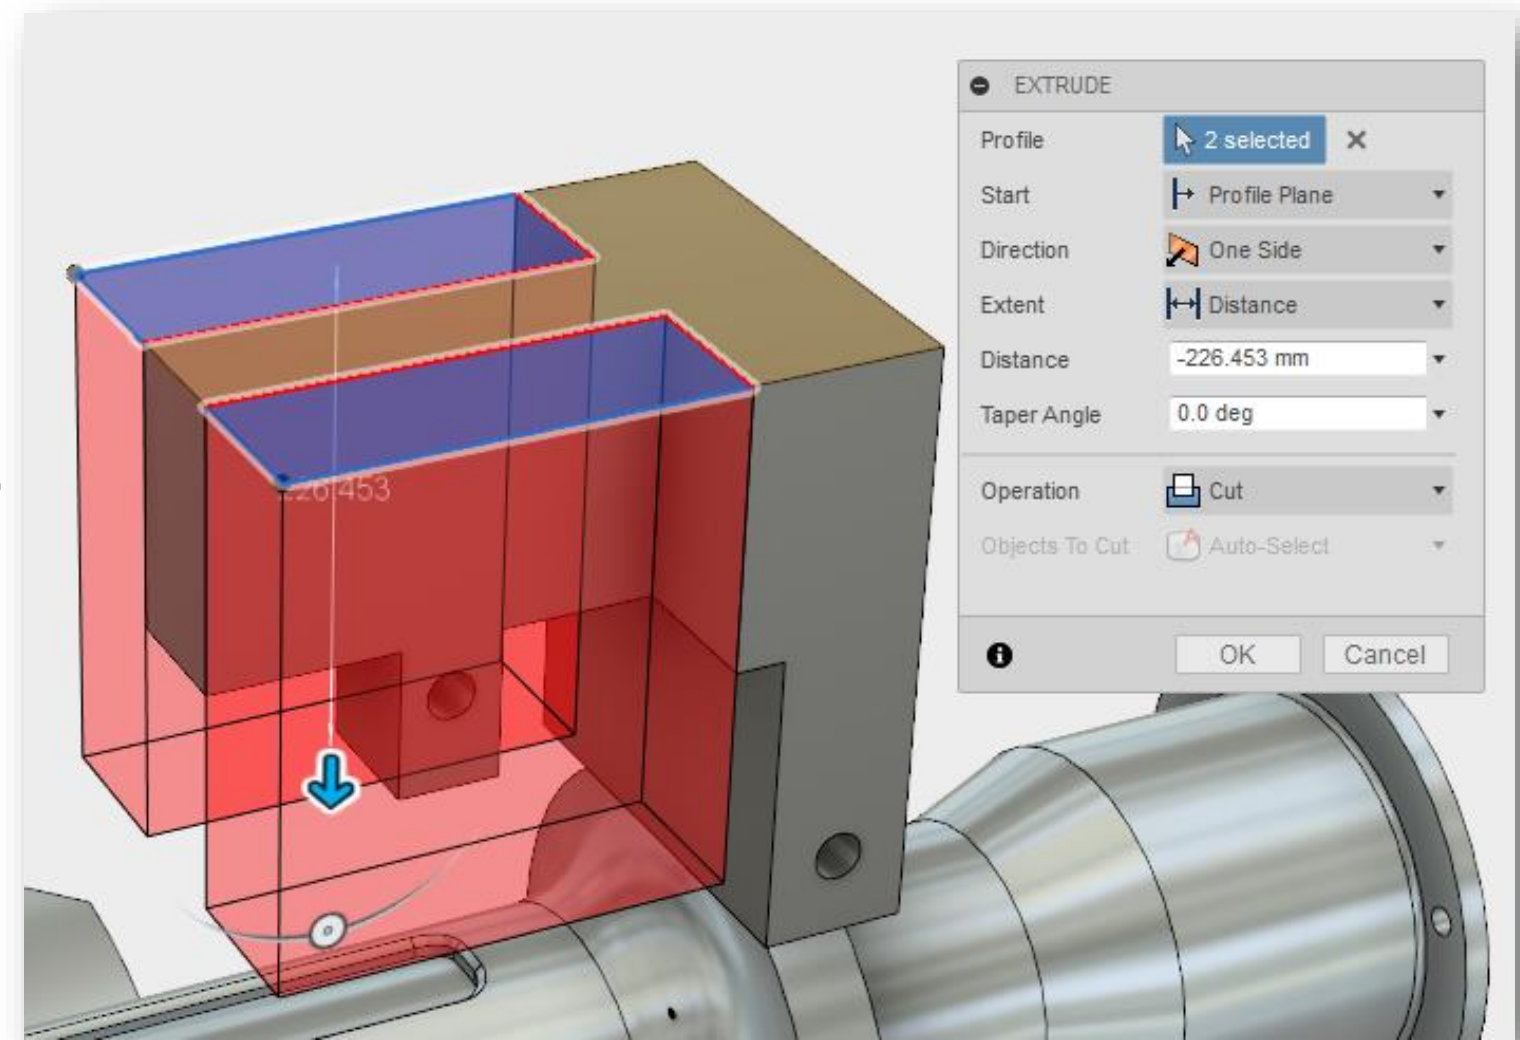 EXTRUDE
Profile 2 selected
Start Profile Plane
Direction One Side
Extent Distance
Distance -226.453 mm
Taper Angle 0.0 deg
Operation Cut
Objects To Cut Auto-Select
OK Cancel
226.453